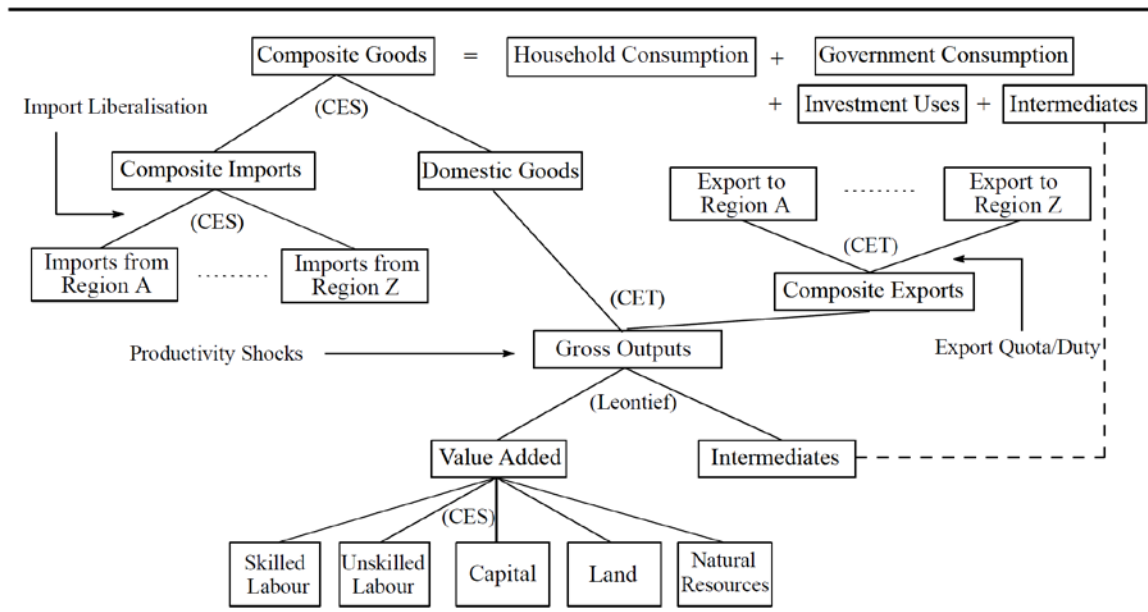 Composite Goods = Household Consumption + Government Consumption
+ Investment Uses + Intermediates
Import Liberalisation
(CES)
Composite Imports
Domestic Goods
(CES)
Imports from
Region A
..........
Imports from
Region Z
Export to
Region A
..........
Export to
Region Z
(CET)
Composite Exports
Export Quota/Duty
(CET)
Productivity Shocks
Gross Outputs
(Leontief)
Value Added
Intermediates
(CES)
Skilled
Labour
Unskilled
Labour
Capital
Land
Natural
Resources